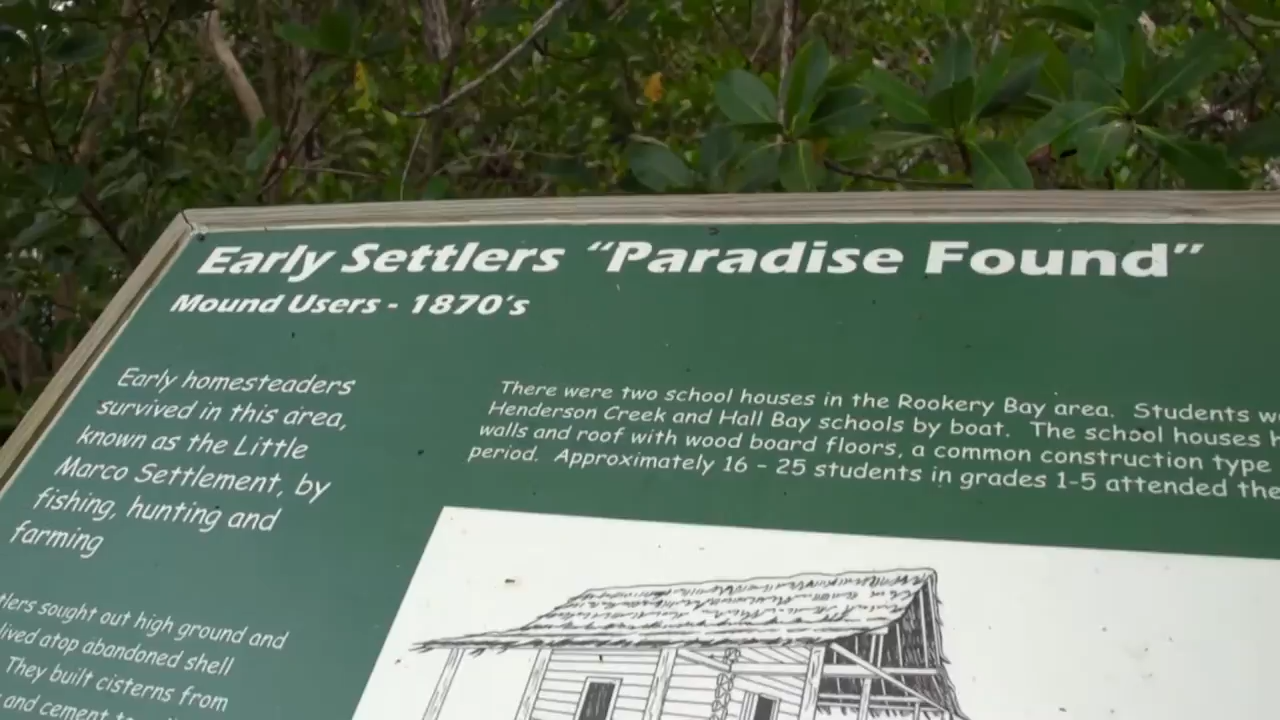 Early Settlers “Paradise Found”
Mound Users - 1870's
Early homesteaders
survived in this area,
known as the Little
Marco Settlement, by
fishing, hunting and
farming
There were two school houses in the Rookery Bay area. Students
Henderson Creek and Hall Bay schools by boat. The school houses
walls and roof with wood board floors, a common construction type
period. Approximately 16 - 25 students in grades 1-5 attended
sought out high ground and
lived atop abandoned shell
They built cisterns from
and cement